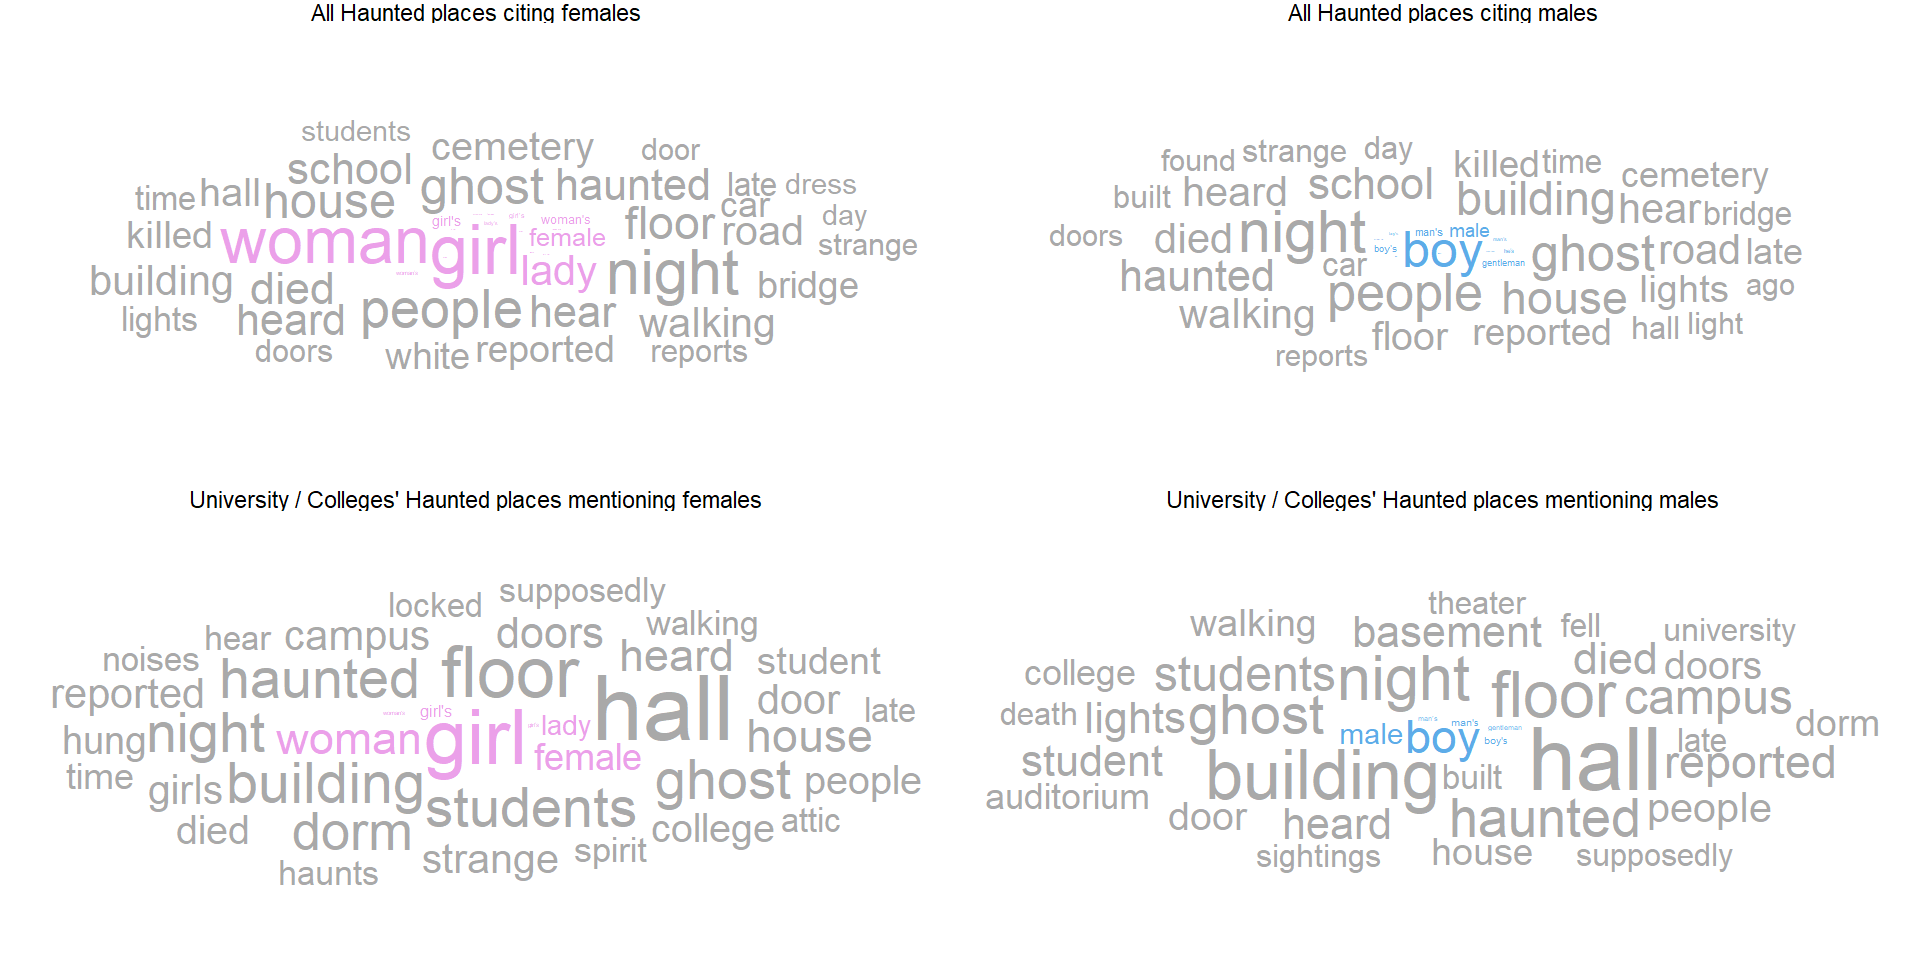 All Haunted places citing females
students
cemetery
door
school
ghost
haunted
late
dress
time
hall
house
car
day
girl's
woman's
floor
road
killed
woman
girl
female
strange
lady
night
building
died
bridge
people
hear
lights
heard
walking
doors
white
reported
reports
All Haunted places citing males
found
strange
day
killed
time
cemetery
built
heard
school
building
hear
bridge
doors
died
night
man's
male
boy's
boy
gentleman
ghost
road
late
haunted
car
people
house
lights
ago
walking
floor
reported
hall
light
reports
University / Colleges' Haunted places mentioning females
supposedly
locked
walking
hear
campus
doors
noises
heard
student
reported
haunted
floor
hall
door
late
woman's
girl's
hung
night
woman
girl
lady
female
house
time
girls
building
ghost
people
students
died
dorm
college
attic
strange
spirit
haunts
University / Colleges' Haunted places mentioning males
theater
walking
basement
fell
university
college
students
night
died
doors
death
lights
ghost
floor
campus
man's
man's
gentleman
dorm
male
boy
boy's
late
student
building
built
hall
reported
auditorium
door
heard
haunted
people
sightings
house
supposedly